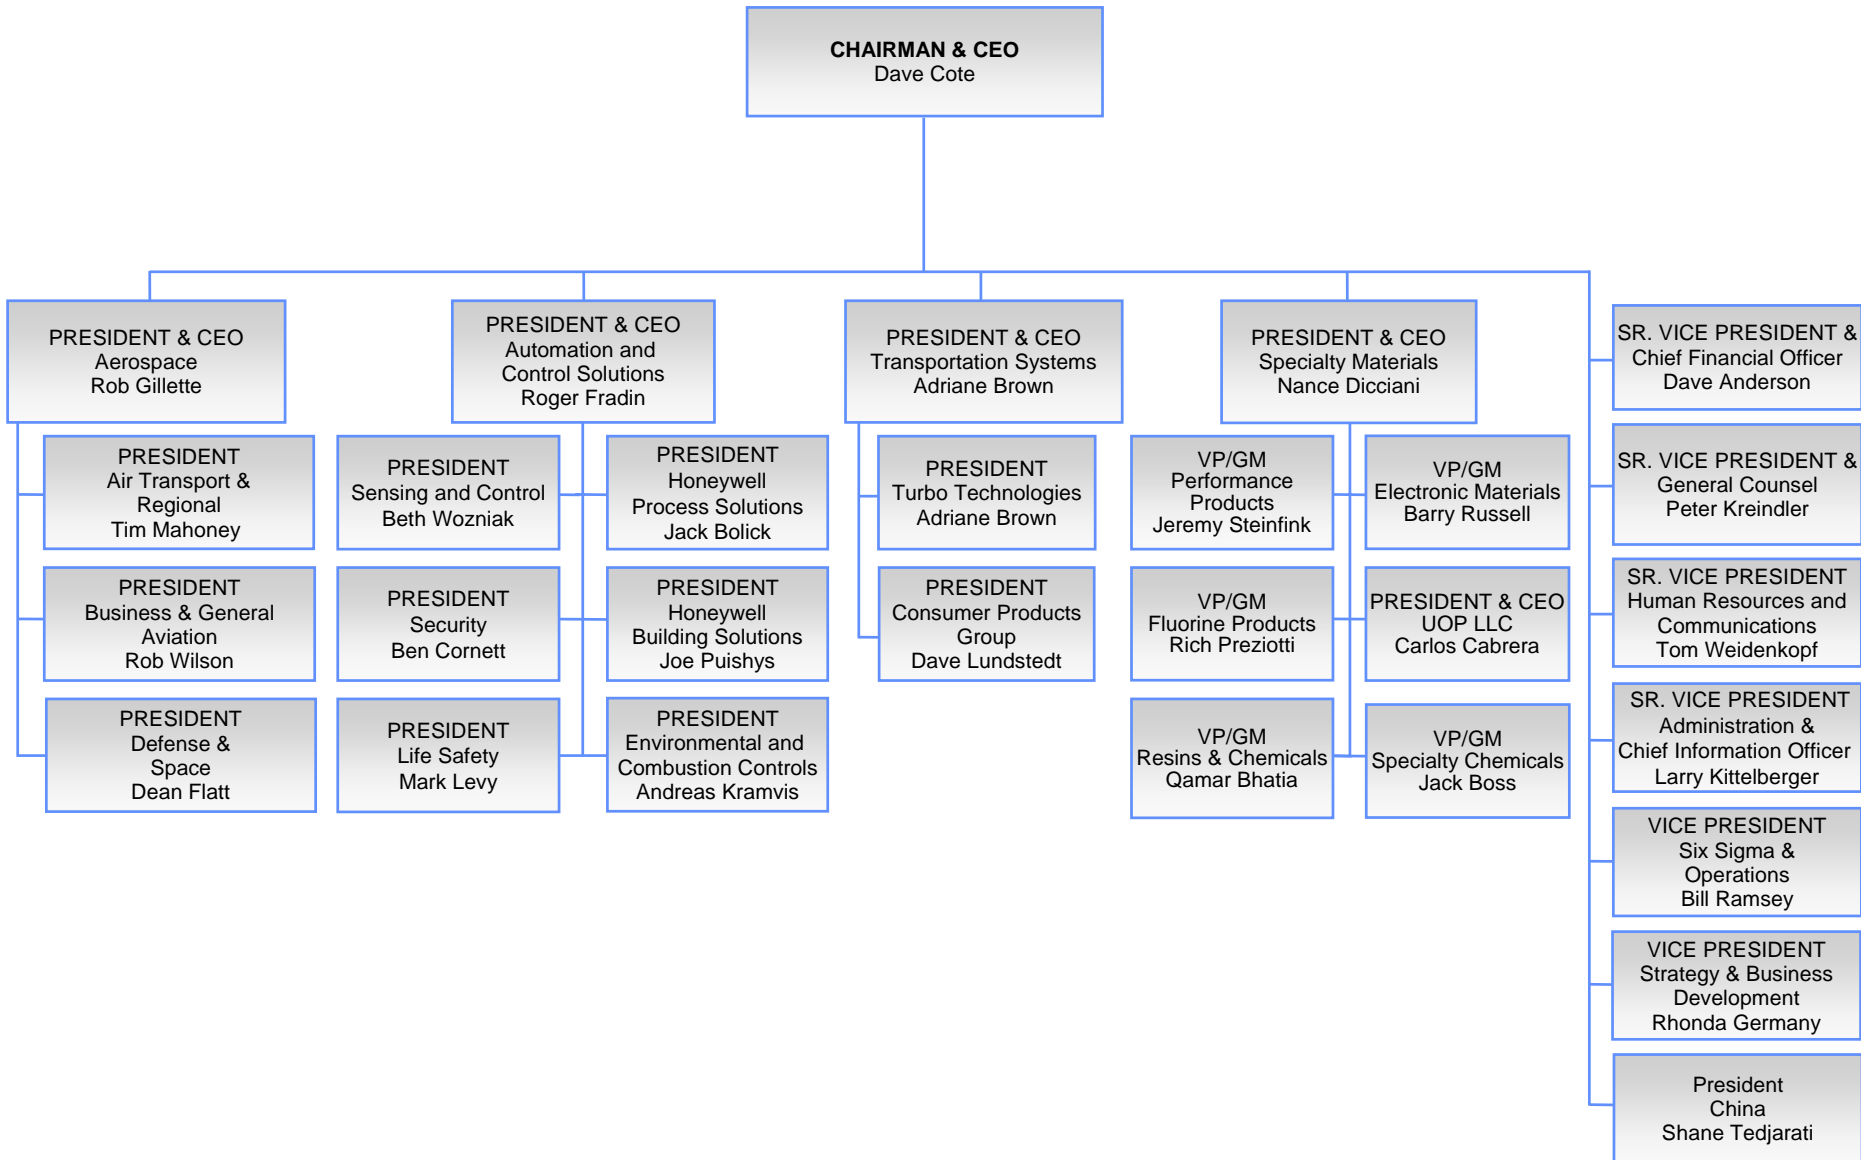 CHAIRMAN & CEO
Dave Cote
PRESIDENT & CEO
Aerospace
Rob Gillette
PRESIDENT
Air Transport &
Regional
Tim Mahoney
PRESIDENT
Business & General
Aviation
Rob Wilson
PRESIDENT
Defense &
Space
Dean Flatt
PRESIDENT & CEO
Automation and
Control Solutions
Roger Fradin
PRESIDENT
Sensing and Control
Beth Wozniak
PRESIDENT
Honeywell
Process Solutions
Jack Bolick
PRESIDENT
Security
Ben Cornett
PRESIDENT
Honeywell
Building Solutions
Joe Puishys
PRESIDENT
Life Safety
Mark Levy
PRESIDENT
Environmental and
Combustion Controls
Andreas Kramvis
PRESIDENT & CEO
Transportation Systems
Adriane Brown
PRESIDENT
Turbo Technologies
Adriane Brown
PRESIDENT
Consumer Products
Group
Dave Lundstedt
PRESIDENT & CEO
Specialty Materials
Nance Dicciani
VP/GM
Performance
Products
Jeremy Steinfink
VP/GM
Electronic Materials
Barry Russell
VP/GM
Fluorine Products
Rich Preziotti
PRESIDENT & CEO
UOP LLC
Carlos Cabrera
VP/GM
Resins & Chemicals
Qamar Bhatia
VP/GM
Specialty Chemicals
Jack Boss
SR. VICE PRESIDENT &
Chief Financial Officer
Dave Anderson
SR. VICE PRESIDENT &
General Counsel
Peter Kreindler
SR. VICE PRESIDENT
Human Resources and
Communications
Tom Weidenkopf
SR. VICE PRESIDENT
Administration &
Chief Information Officer
Larry Kittelberger
VICE PRESIDENT
Six Sigma &
Operations
Bill Ramsey
VICE PRESIDENT
Strategy & Business
Development
Rhonda Germany
President
China
Shane Tedjarati